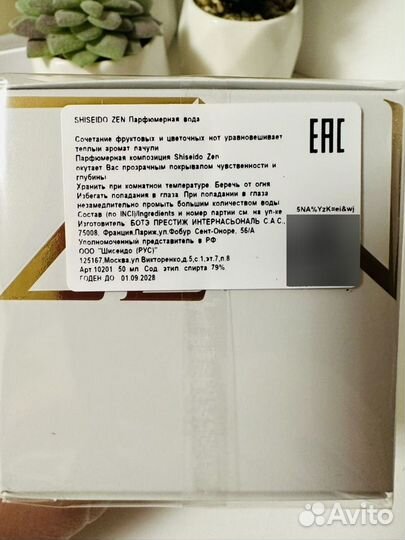 SHISEIDO ZEN Парфюмерная вода
Сочетание фруктовых и цветочных нот уравновешивает
теплый аромат пачули
Парфюмерная композиция Shiseido Zen
окутает Вас прозрачным покрывалом чувственности и
глубины
Хранить при комнатной температуре. Беречь от огня
Избегать попадания в глаза. При попадании в глаза
незамедлительно промыть большим количеством воды
Состав (по INCI)/Ingredients и номер партии см. на уп-ке
Изготовитель БОТЭ ПРЕСТИЖ ИНТЕРНАСЬОНАЛЬ С.А.С.,
75008, Франция,Париж,ул.Фобур Сент-Оноре, 56/А
Уполномоченный представитель в РФ
ООО "Шисейдо (РУС)"
125167,Москва,ул.Викторенко,д.5,с.1,эт.7,п.8
Арт.10201 50 мл Сод. этил. спирта 79%
ГОДЕН ДО 01.09.2028
EAC
5NA%YzK=ei&wj
Avito